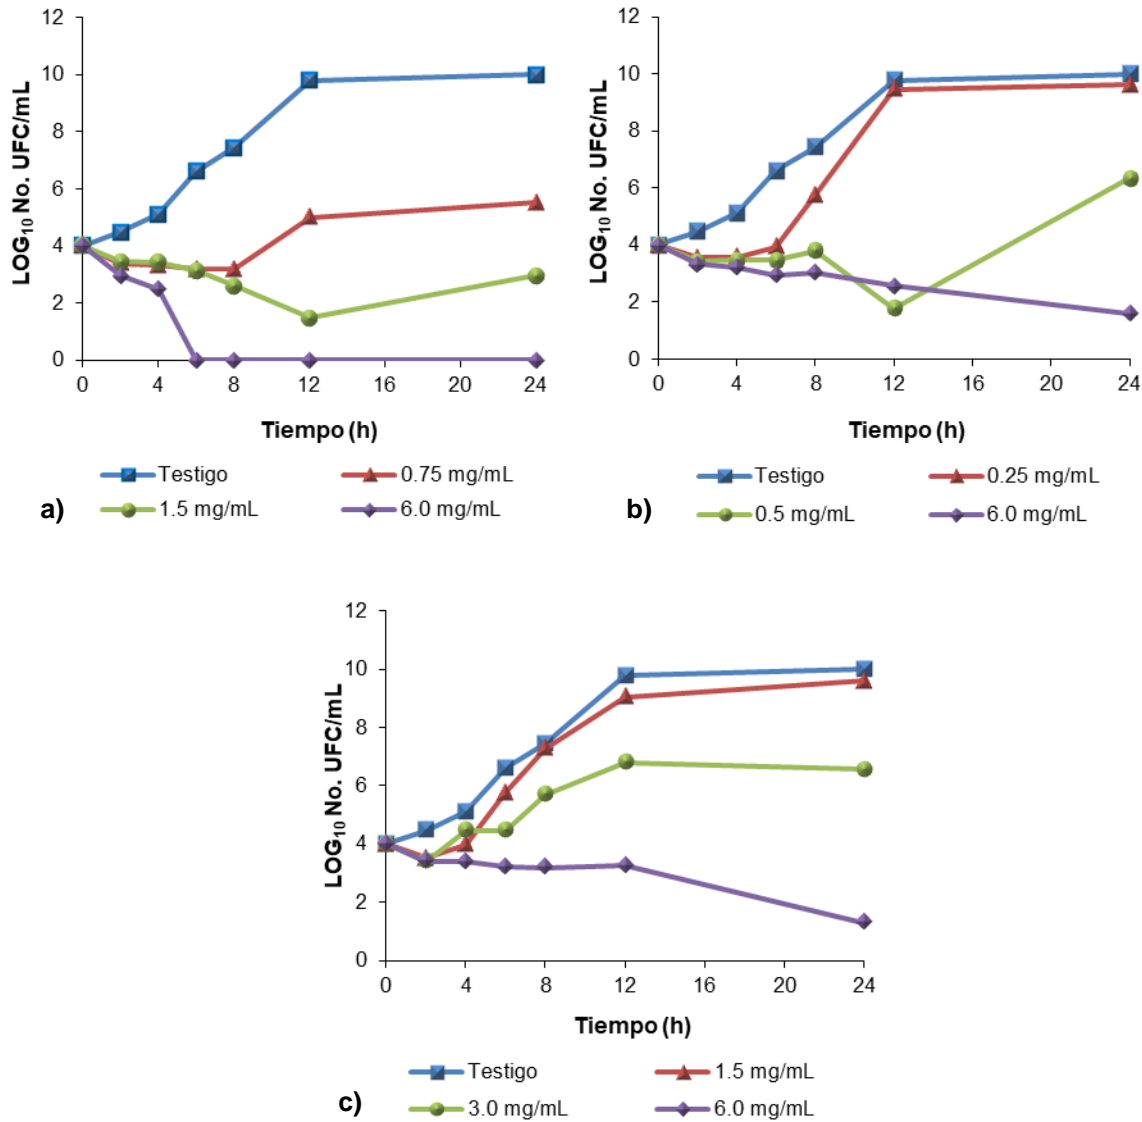 LOG10 No. UFC/mL
12
10
8
6
4
2
0
0 4 8 12 16 20 24
Tiempo (h)
Testigo 0.75 mg/mL
1.5 mg/mL 6.0 mg/mL
a)
LOG10 No. UFC/mL
12
10
8
6
4
2
0
0 4 8 12 16 20 24
Tiempo (h)
Testigo 0.25 mg/mL
0.5 mg/mL 6.0 mg/mL
b)
LOG10 No. UFC/mL
12
10
8
6
4
2
0
0 4 8 12 16 20 24
Tiempo (h)
Testigo 1.5 mg/mL
3.0 mg/mL 6.0 mg/mL
c)